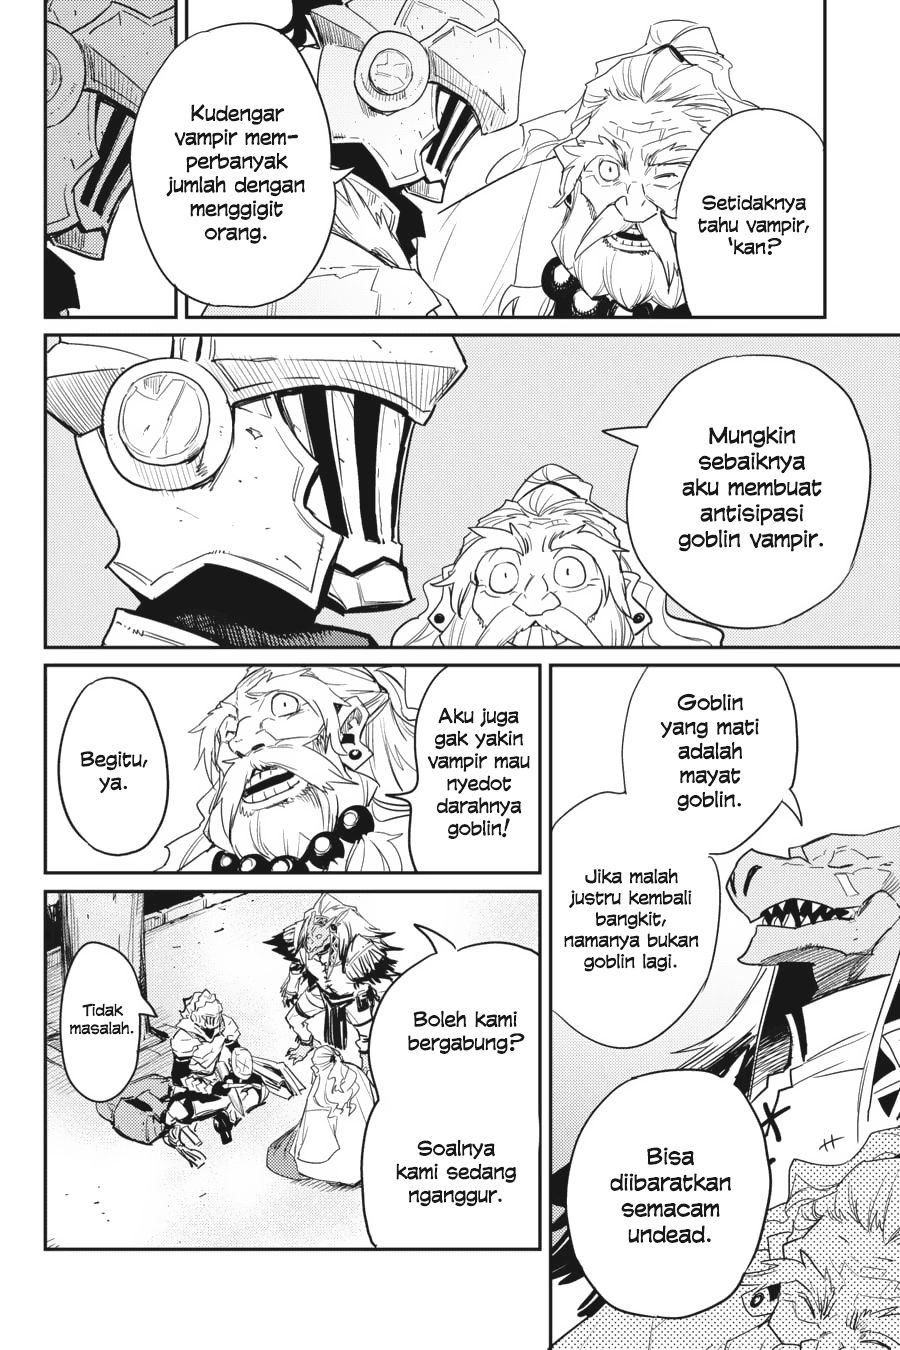 Setidaknya
tahu vampir,
'kan?
Kudengar
vampir mem-
perbanyak
jumlah dengan
menggigit
orang.
Mungkin
sebaiknya
aku membuat
antisipasi
goblin vampir.
Goblin
yang mati
adalah
mayat
goblin.
Jika malah
justru kembali
bangkit,
namanya bukan
goblin lagi.
Bisa
diibaratkan
semacam
undead.
Aku juga
gak yakin
vampir mau
nyedot
darahnya
goblin!
Begitu,
ya.
Boleh kami
bergabung?
Soalnya
kami sedang
nganggur.
Tidak
masalah.